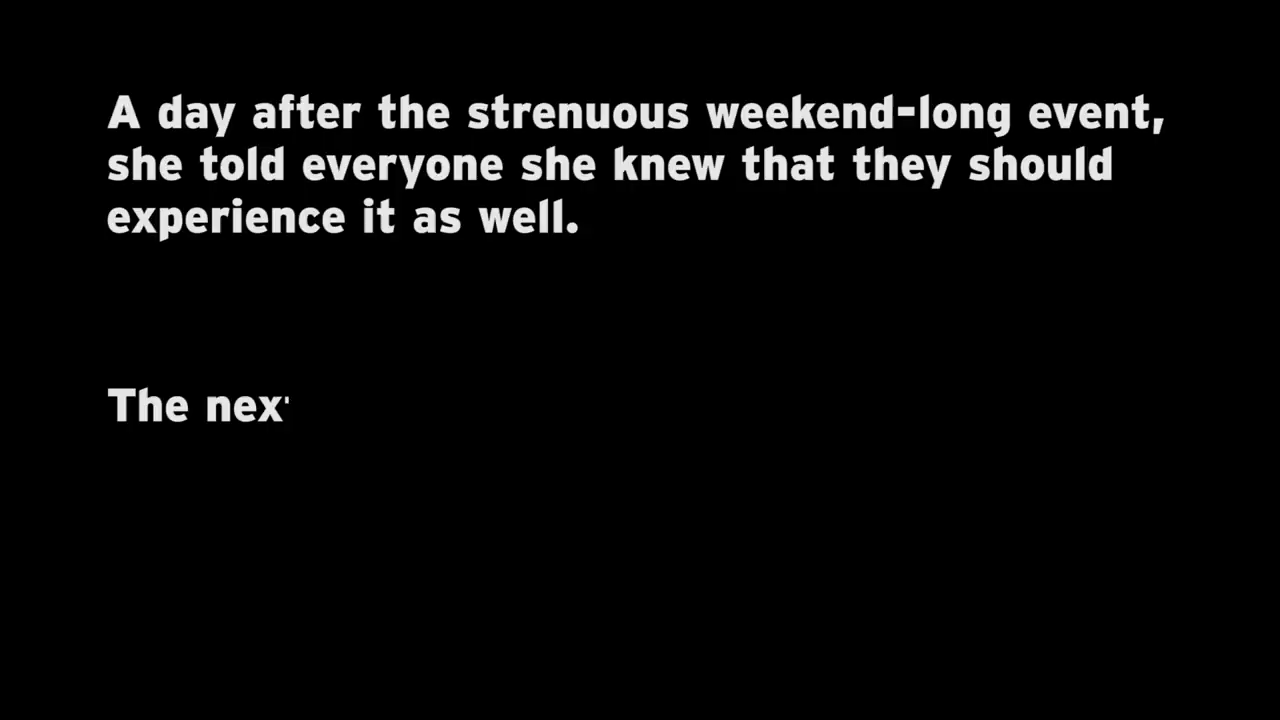 A day after the strenuous weekend-long event,
she told everyone she knew that they should
experience it as well.
The nex